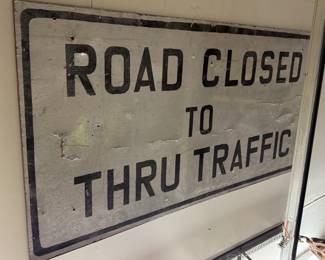 ROAD CLOSED
TO
THRU TRAFFIC